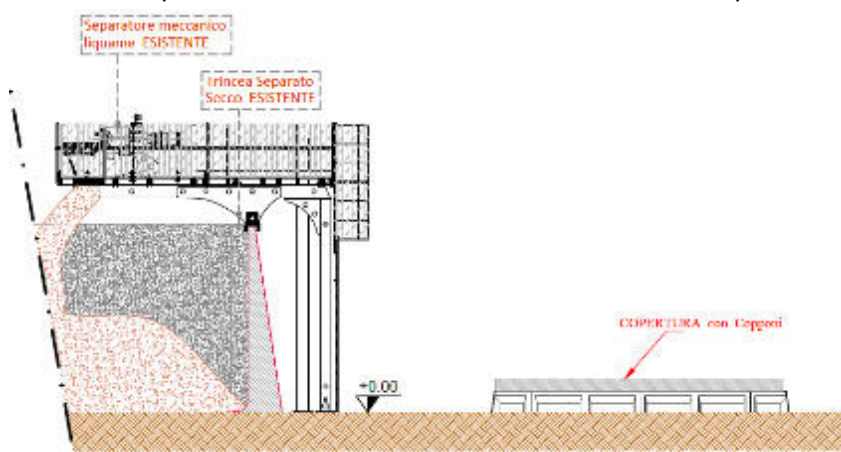 Separatore meccanico
liquame ESISTENTE
Trincea Separato
Secco ESISTENTE
COPERTURA con Copponi
±0.00